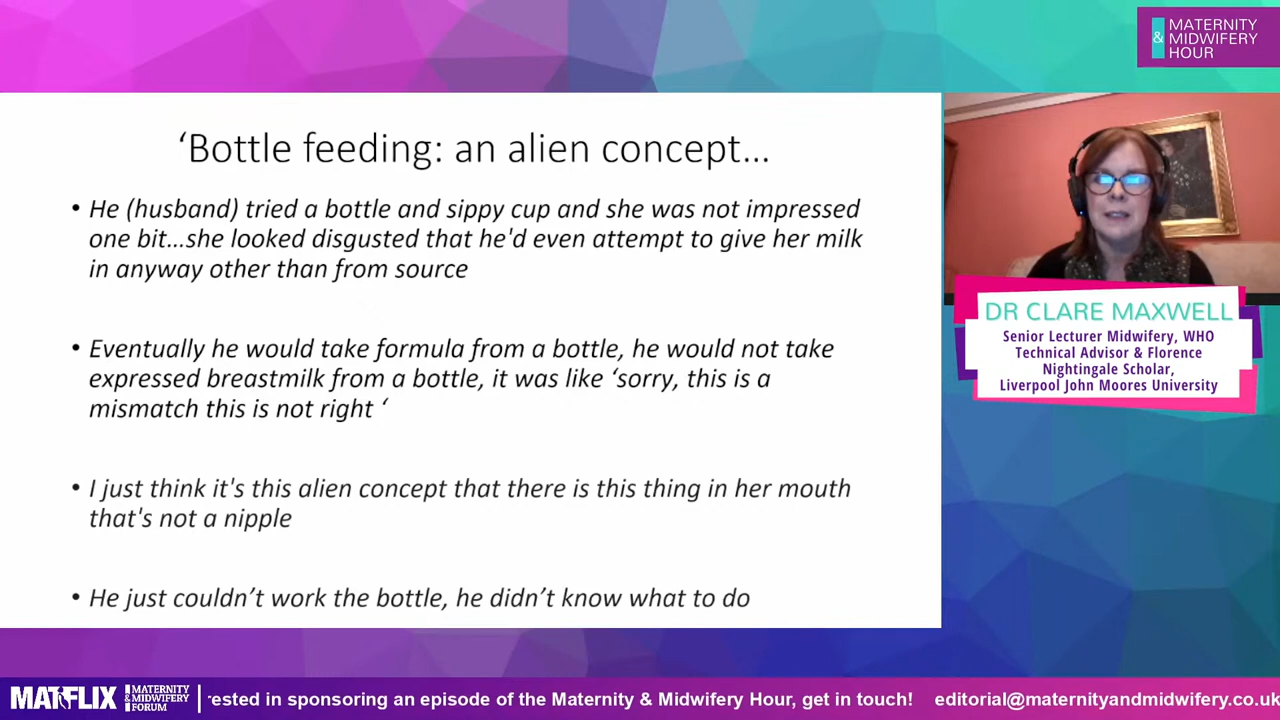 MATERNITY
& MIDWIFERY
HOUR
‘Bottle feeding: an alien concept...
• He (husband) tried a bottle and sippy cup and she was not impressed
one bit...she looked disgusted that he'd even attempt to give her milk
in anyway other than from source
• Eventually he would take formula from a bottle, he would not take
expressed breastmilk from a bottle, it was like ‘sorry, this is a
mismatch this is not right ‘
• I just think it's this alien concept that there is this thing in her mouth
that's not a nipple
• He just couldn’t work the bottle, he didn’t know what to do
DR CLARE MAXWELL
Senior Lecturer Midwifery, WHO
Technical Advisor & Florence
Nightingale Scholar,
Liverpool John Moores University
MATFLIX
MATERNITY
& MIDWIFERY
FORUM
rested in sponsoring an episode of the Maternity & Midwifery Hour, get in touch! editorial@maternityandmidwifery.co.uk